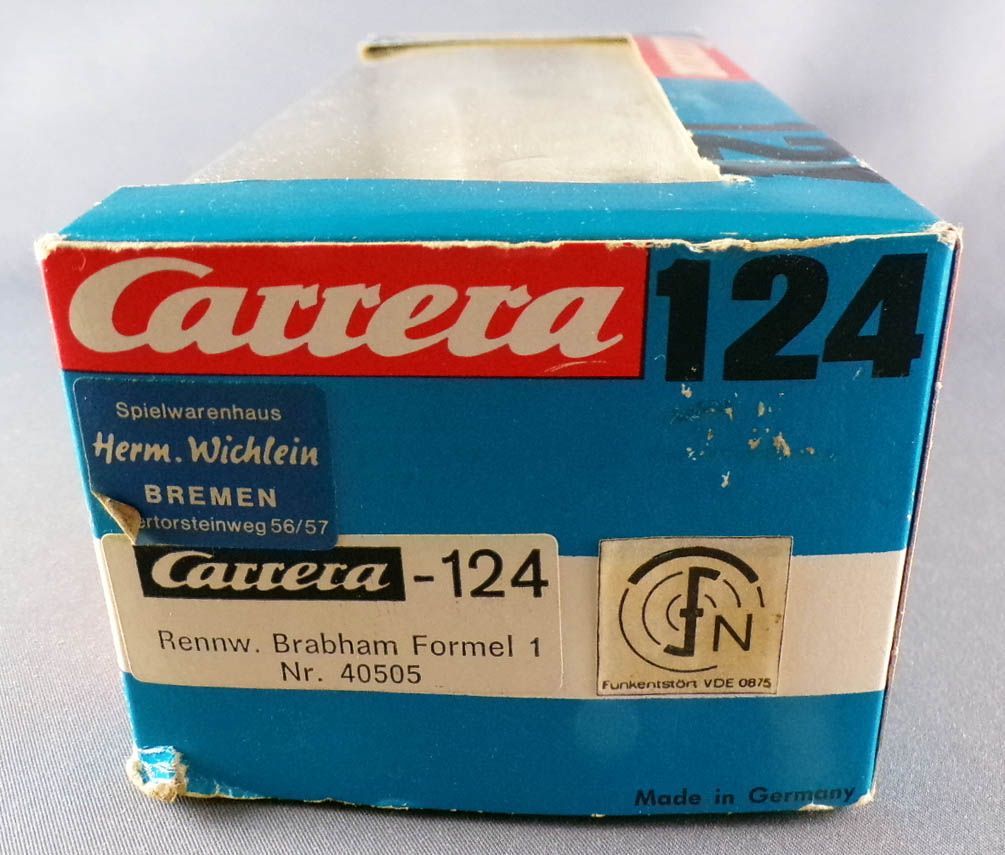 Carrera 124
Spielwarenhaus
Herm. Wichlein
BREMEN
ertorsteinweg 56/57
Carrera -124
Rennw. Brabham Formel 1
Nr. 40505
FN
Funkentstört VDE 0875
Made in Germany